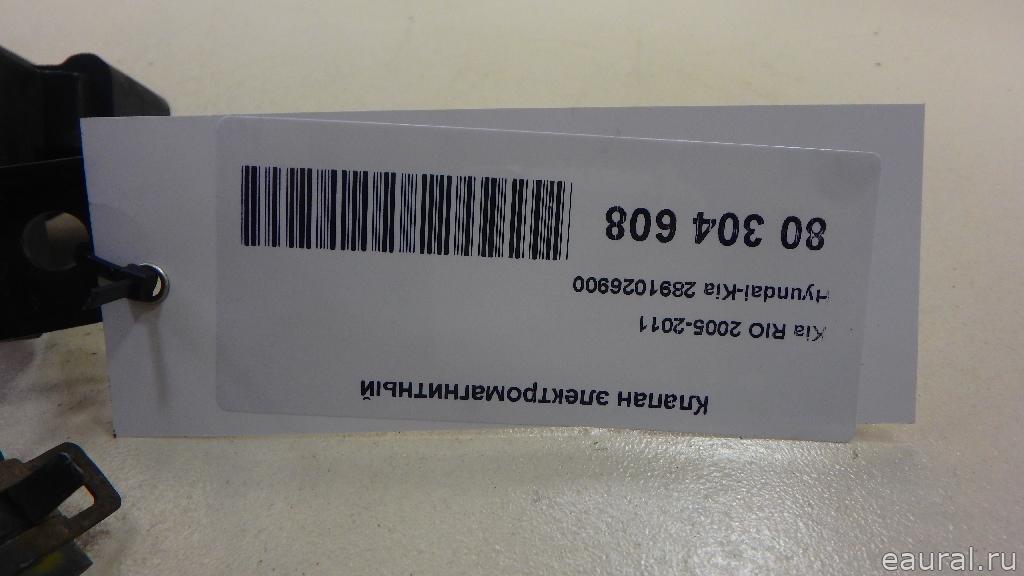 Клапан электромагнитный
Kia RIO 2005-2011
Hyundai-Kia 2891026900
80 304 608
eaural.ru